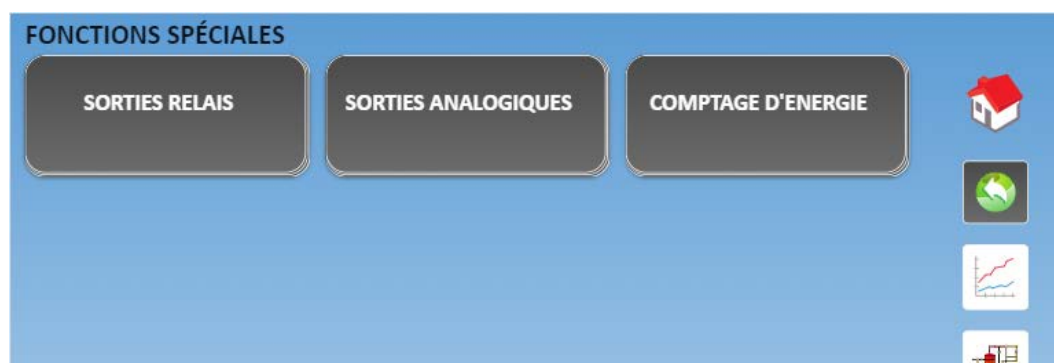 FONCTIONS SPÉCIALES
SORTIES RELAIS
SORTIES ANALOGIQUES
COMPTAGE D'ENERGIE